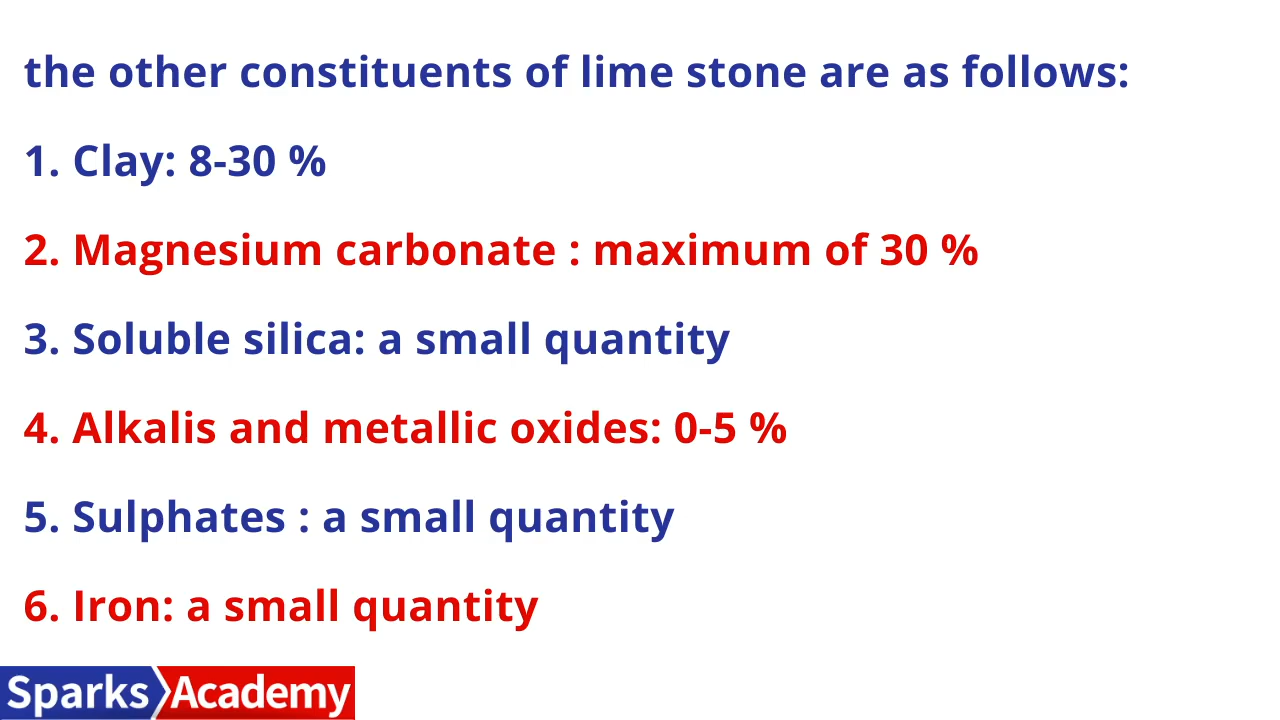 the other constituents of lime stone are as follows:
1. Clay: 8-30 %
2. Magnesium carbonate : maximum of 30 %
3. Soluble silica: a small quantity
4. Alkalis and metallic oxides: 0-5 %
5. Sulphates : a small quantity
6. Iron: a small quantity
Sparks Academy